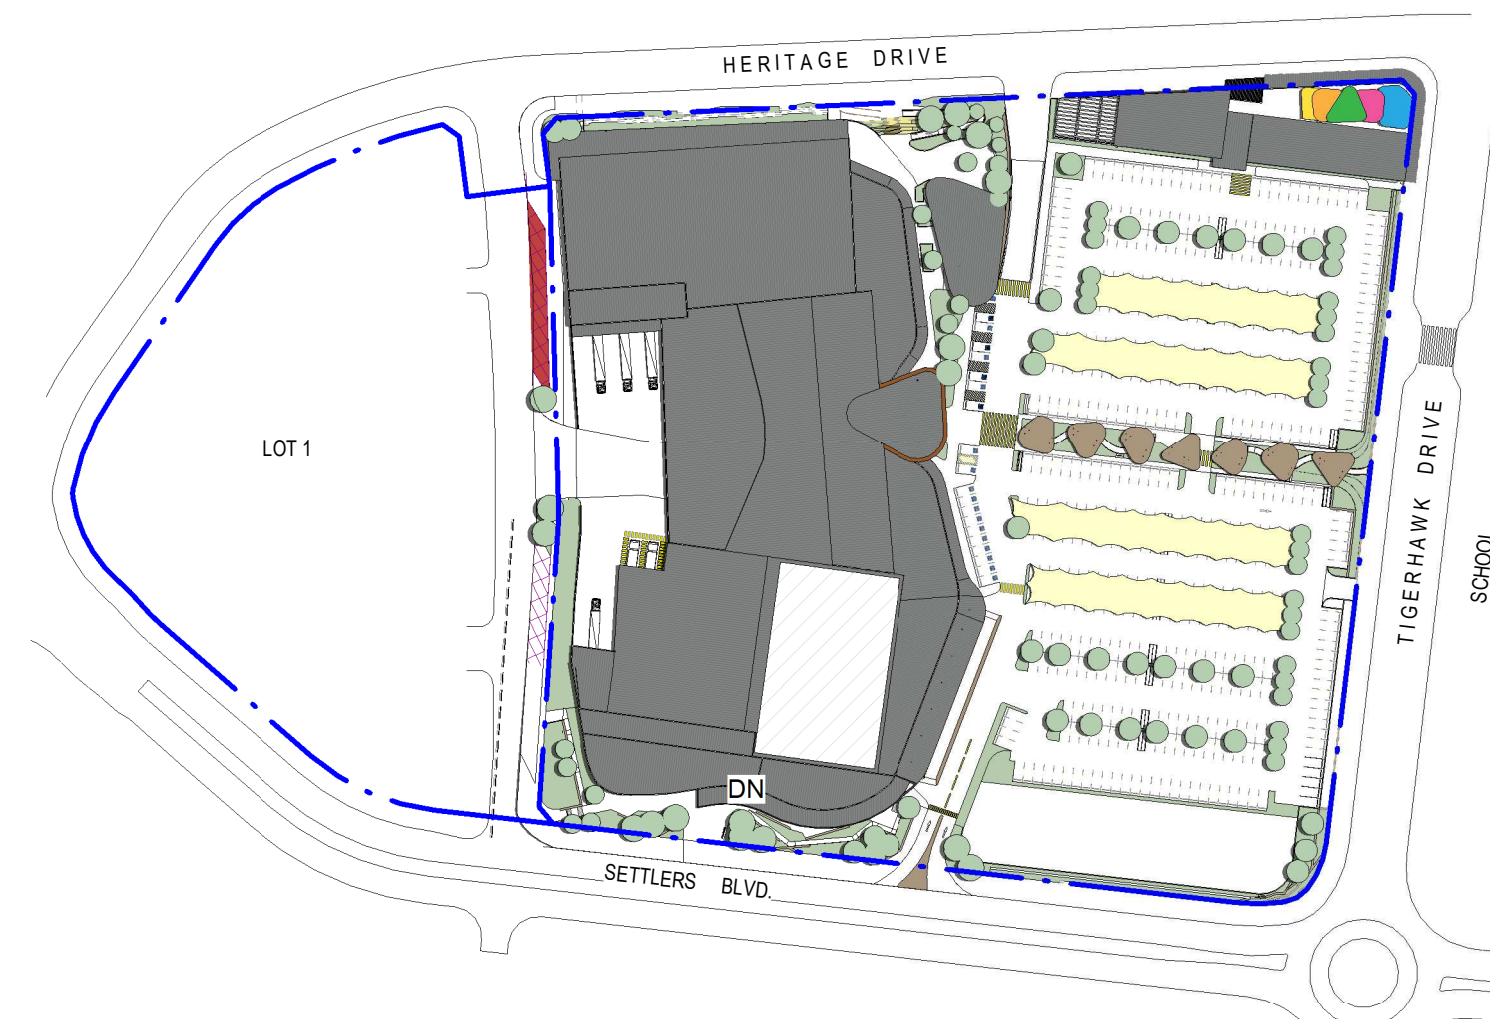 HERITAGE DRIVE
LOT 1
TIGERHAWK DRIVE
SCHOOL
DN
SETTLERS BLVD.